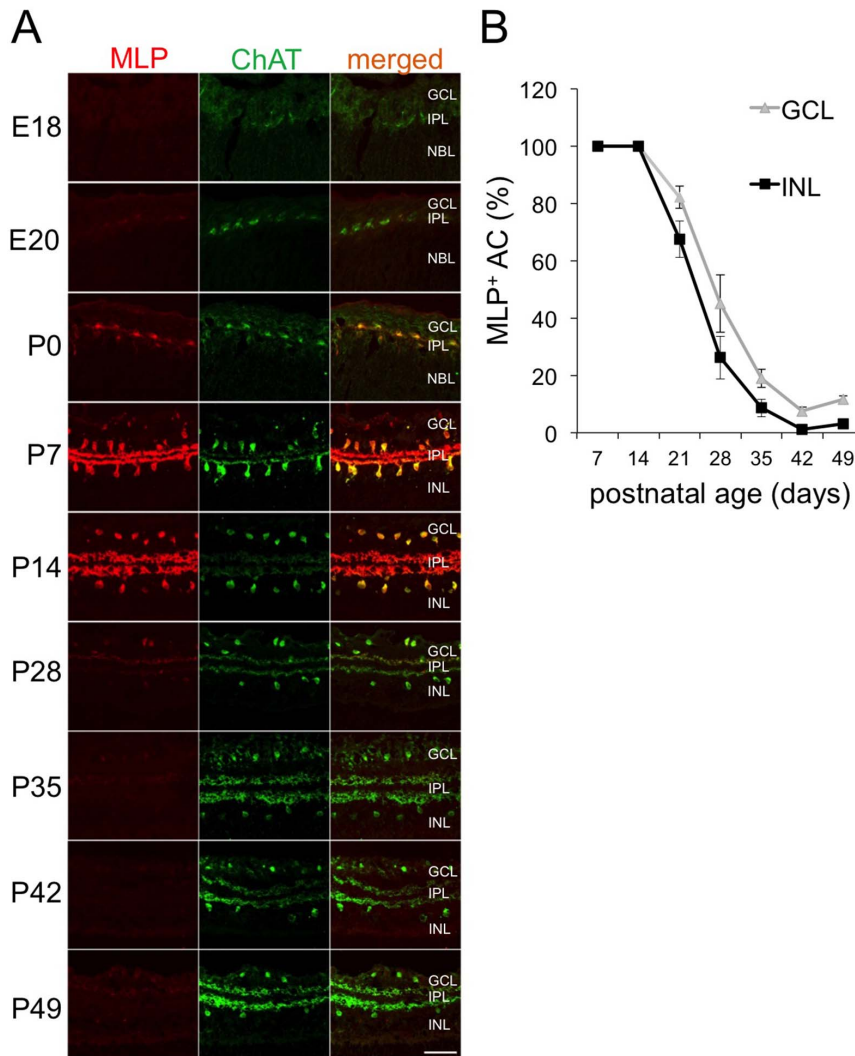 A
MLP ChAT merged
E18
GCL
IPL
NBL
E20
GCL
IPL
NBL
P0
GCL
IPL
NBL
P7
GCL
IPL
INL
P14
GCL
IPL
INL
P28
GCL
IPL
INL
P35
GCL
IPL
INL
P42
GCL
IPL
INL
P49
GCL
IPL
INL
B
120
100
80
60
40
20
0
MLP⁺ AC (%)
GCL
INL
7 14 21 28 35 42 49
postnatal age (days)